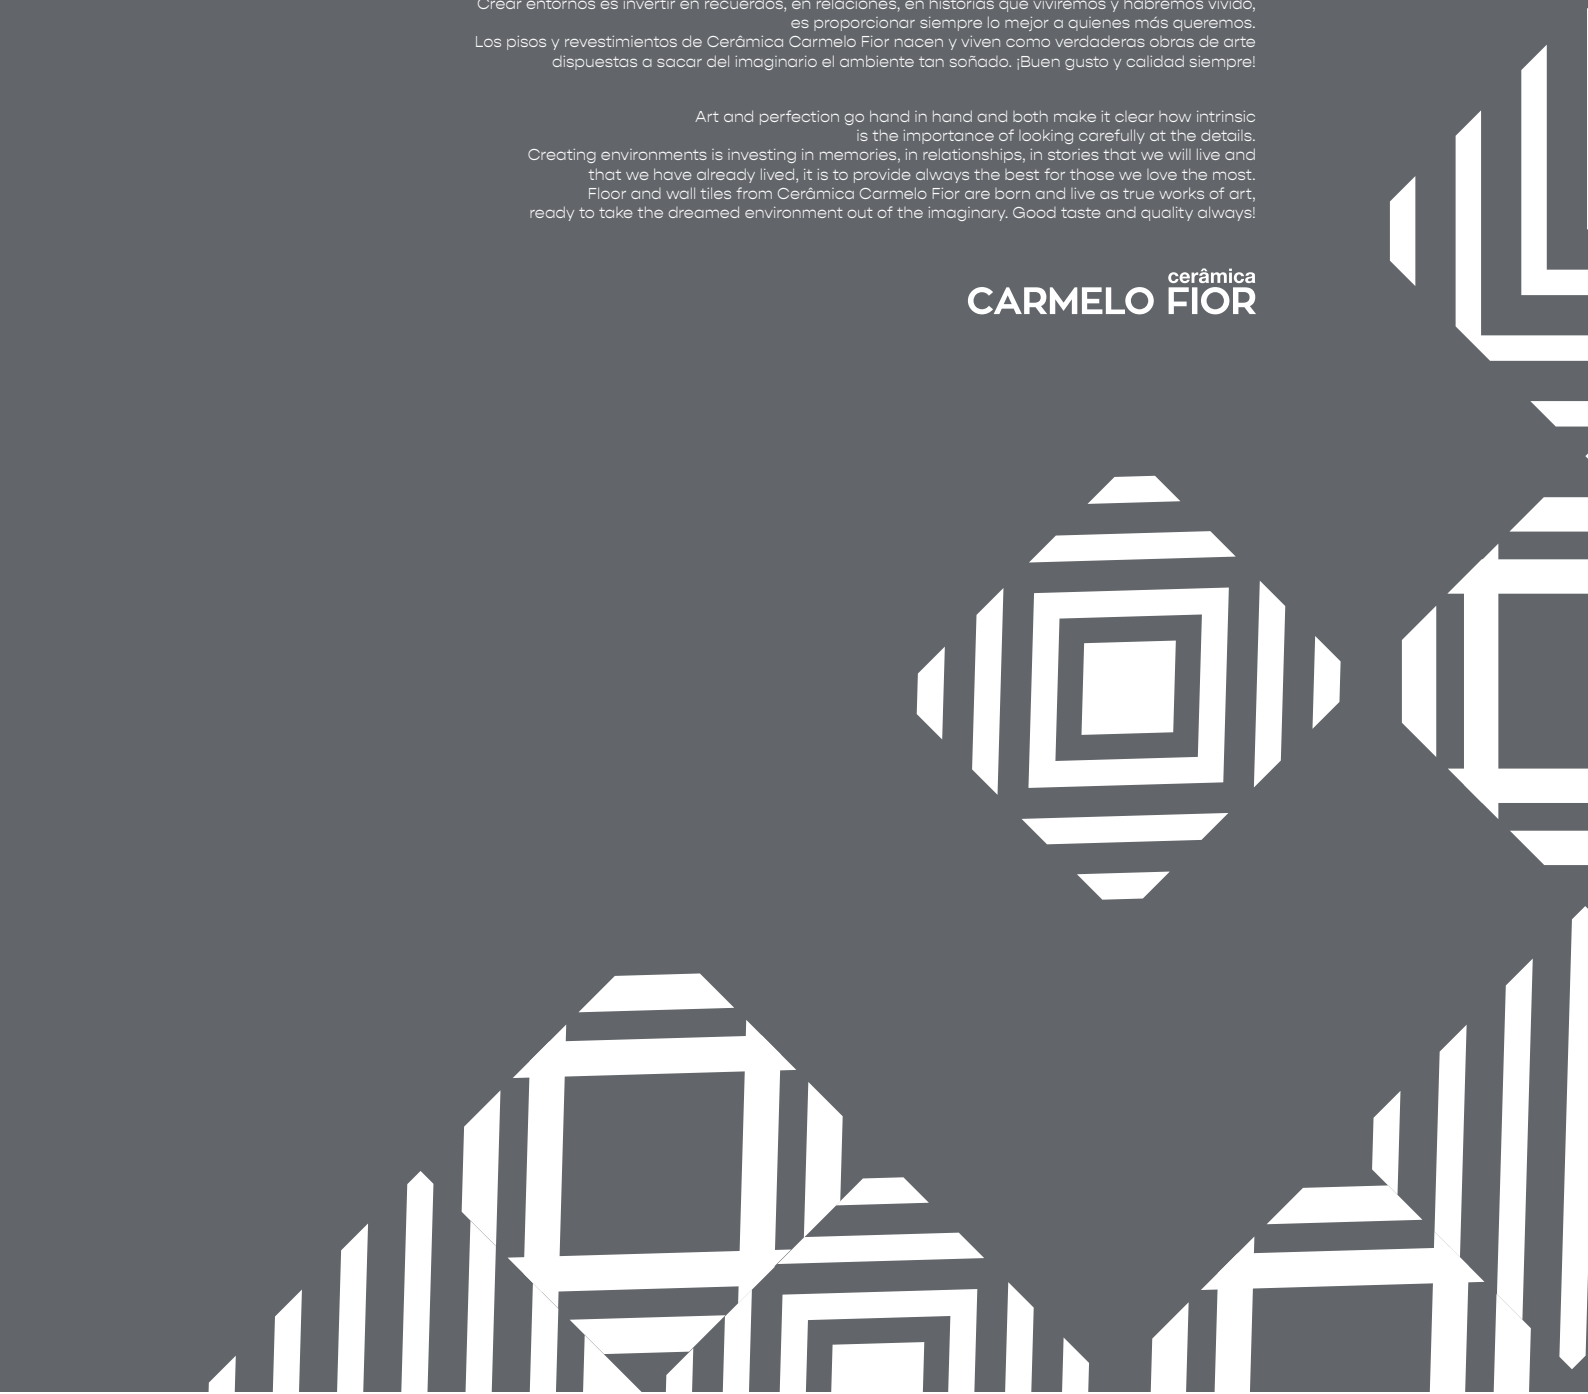 Crear entornos es invertir en recuerdos, en relaciones, en historias que viviremos y habremos vivido,
es proporcionar siempre lo mejor a quienes más queremos.
Los pisos y revestimientos de Cerâmica Carmelo Fior nacen y viven como verdaderas obras de arte
dispuestas a sacar del imaginario el ambiente tan soñado. ¡Buen gusto y calidad siempre!
Art and perfection go hand in hand and both make it clear how intrinsic
is the importance of looking carefully at the details.
Creating environments is investing in memories, in relationships, in stories that we will live and
that we have already lived, it is to provide always the best for those we love the most.
Floor and wall tiles from Cerâmica Carmelo Fior are born and live as true works of art,
ready to take the dreamed environment out of the imaginary. Good taste and quality always!
cerâmica
CARMELO FIOR